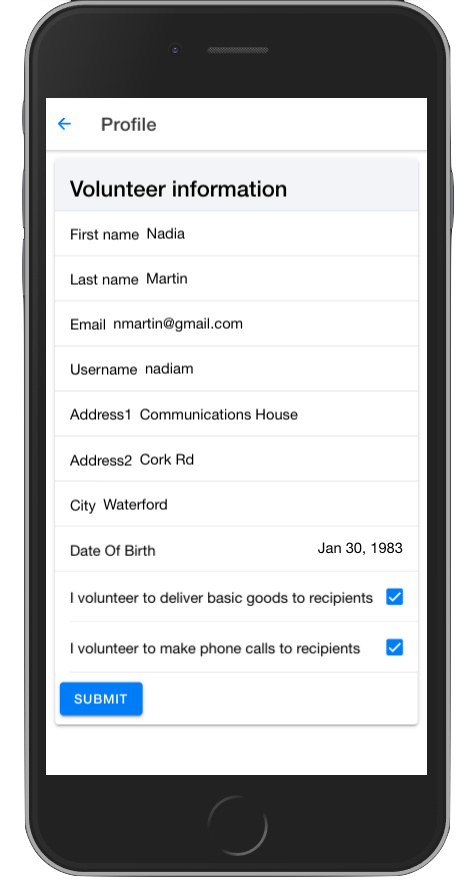 Profile
Volunteer information
First name Nadia
Last name Martin
Email nmartin@gmail.com
Username nadiam
Address1 Communications House
Address2 Cork Rd
City Waterford
Date Of Birth Jan 30, 1983
I volunteer to deliver basic goods to recipients
I volunteer to make phone calls to recipients
SUBMIT